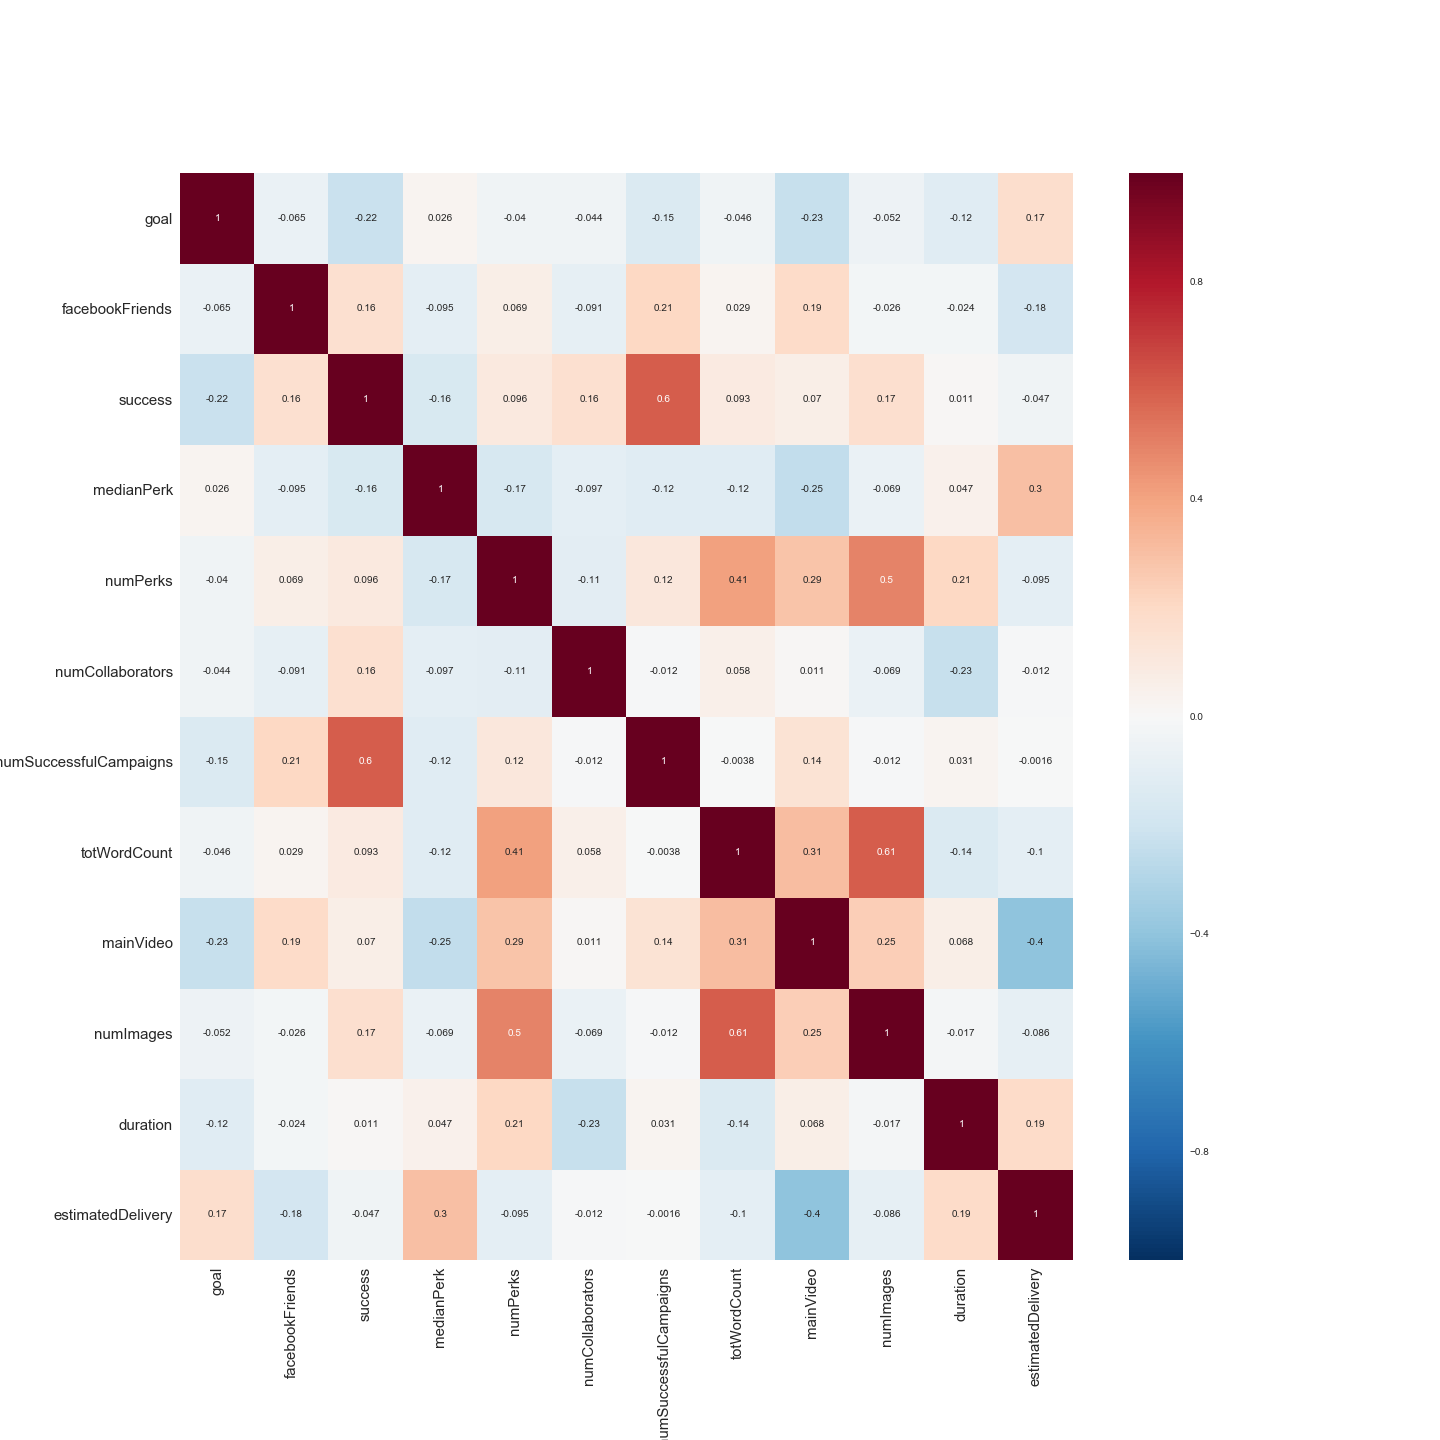 goal 1 -0.065 -0.22 0.026 -0.04 -0.044 -0.15 -0.046 -0.23 -0.052 -0.12 0.17
facebookFriends -0.065 1 0.16 -0.095 0.069 -0.091 0.21 0.029 0.19 -0.026 -0.024 -0.18
success -0.22 0.16 1 -0.16 0.096 0.16 0.6 0.093 0.07 0.17 0.011 -0.047
medianPerk 0.026 -0.095 -0.16 1 -0.17 -0.097 -0.12 -0.12 -0.25 -0.069 0.047 0.3
numPerks -0.04 0.069 0.096 -0.17 1 -0.11 0.12 0.41 0.29 0.5 0.21 -0.095
numCollaborators -0.044 -0.091 0.16 -0.097 -0.11 1 -0.012 0.058 0.011 -0.069 -0.23 -0.012
numSuccessfulCampaigns -0.15 0.21 0.6 -0.12 0.12 -0.012 1 -0.0038 0.14 -0.012 0.031 -0.0016
totWordCount -0.046 0.029 0.093 -0.12 0.41 0.058 -0.0038 1 0.31 0.61 -0.14 -0.1
mainVideo -0.23 0.19 0.07 -0.25 0.29 0.011 0.14 0.31 1 0.25 0.068 -0.4
numImages -0.052 -0.026 0.17 -0.069 0.5 -0.069 -0.012 0.61 0.25 1 -0.017 -0.086
duration -0.12 -0.024 0.011 0.047 0.21 -0.23 0.031 -0.14 0.068 -0.017 1 0.19
estimatedDelivery 0.17 -0.18 -0.047 0.3 -0.095 -0.012 -0.0016 -0.1 -0.4 -0.086 0.19 1
goal
facebookFriends
success
medianPerk
numPerks
numCollaborators
numSuccessfulCampaigns
totWordCount
mainVideo
numImages
duration
estimatedDelivery
0.8
0.4
0.0
−0.4
−0.8